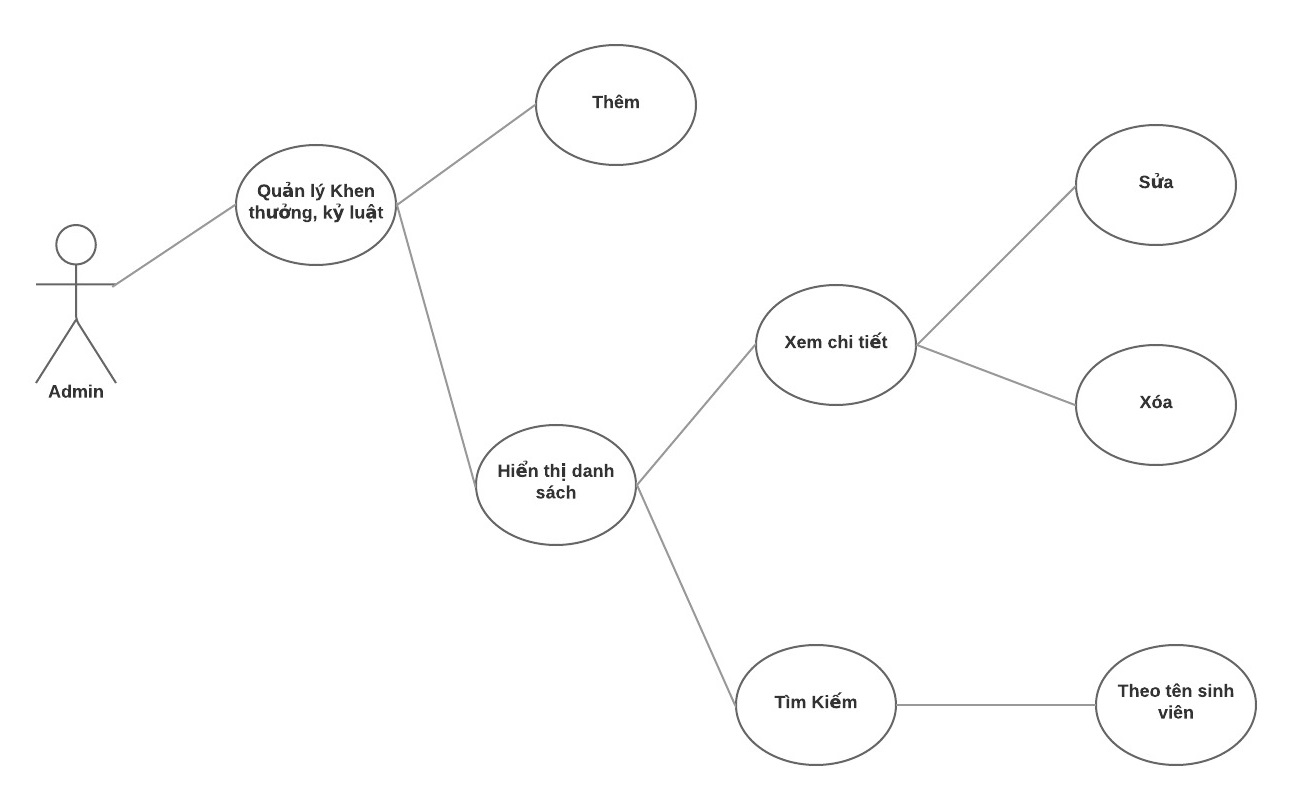 Thêm
Quản lý Khen
thưởng, kỷ luật
Sửa
Admin
Xem chi tiết
Xóa
Hiển thị danh
sách
Tìm Kiếm
Theo tên sinh
viên